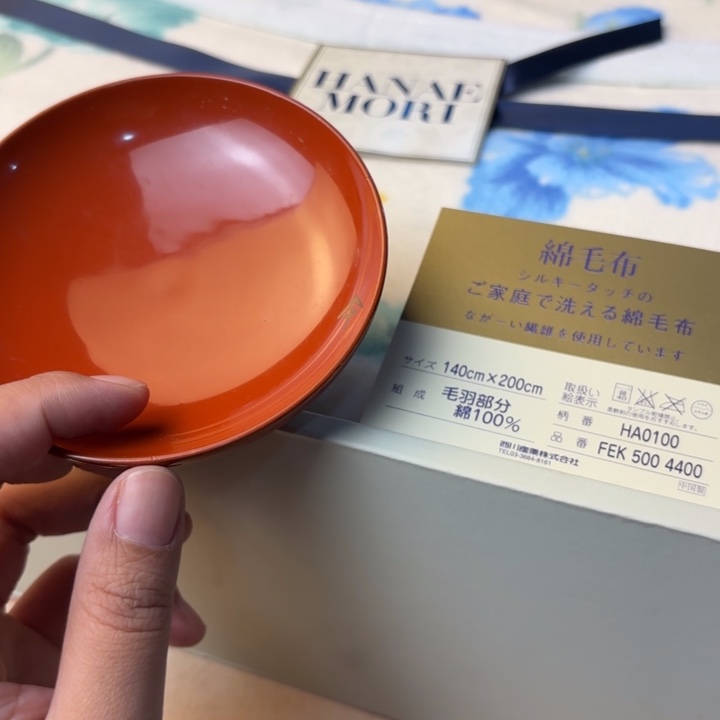 HANAE
MORI
綿毛布
シルキータッチの
ご家庭で洗える綿毛布
ながーい繊維を使用しています
サイズ 140cm×200cm
組成 毛羽部分
綿100%
西川産業株式会社
TEL03-3664-8161
取扱い
絵表示
柄番 HA0100
品番 FEK 500 4400
中国製